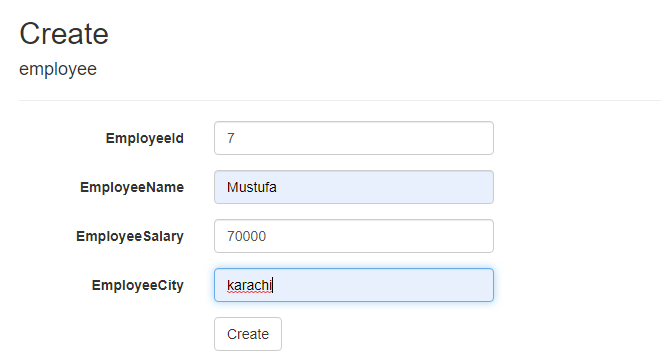 Create
employee
EmployeeId 7
EmployeeName Mustufa
EmployeeSalary 70000
EmployeeCity karachi
Create